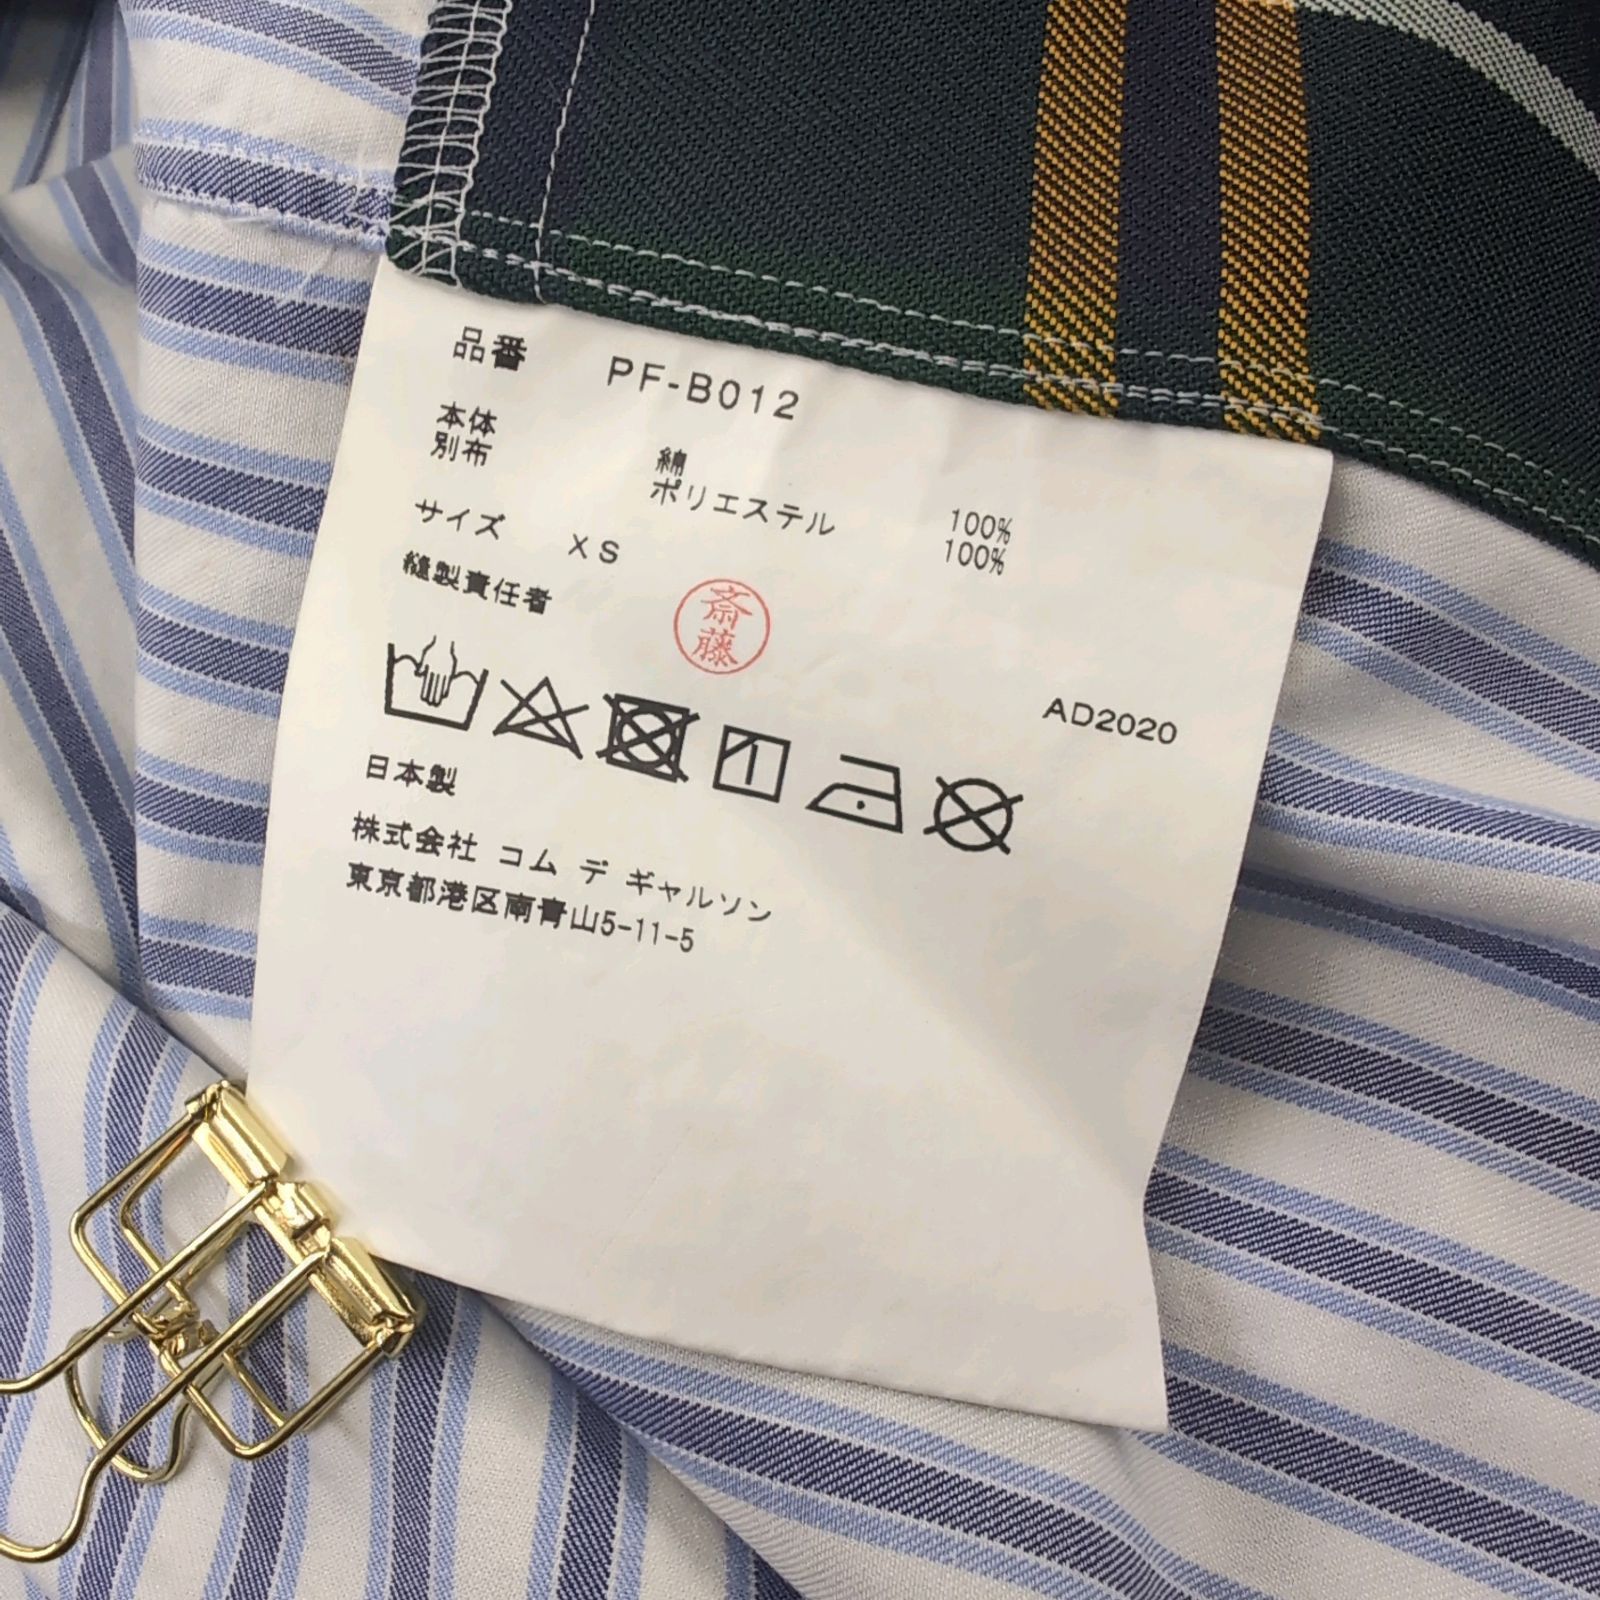 品番 PF-B012
本体 綿 100%
別布 ポリエステル 100%
サイズ XS
縫製責任者 斎藤
AD2020
日本製
株式会社 コム デ ギャルソン
東京都港区南青山5-11-5